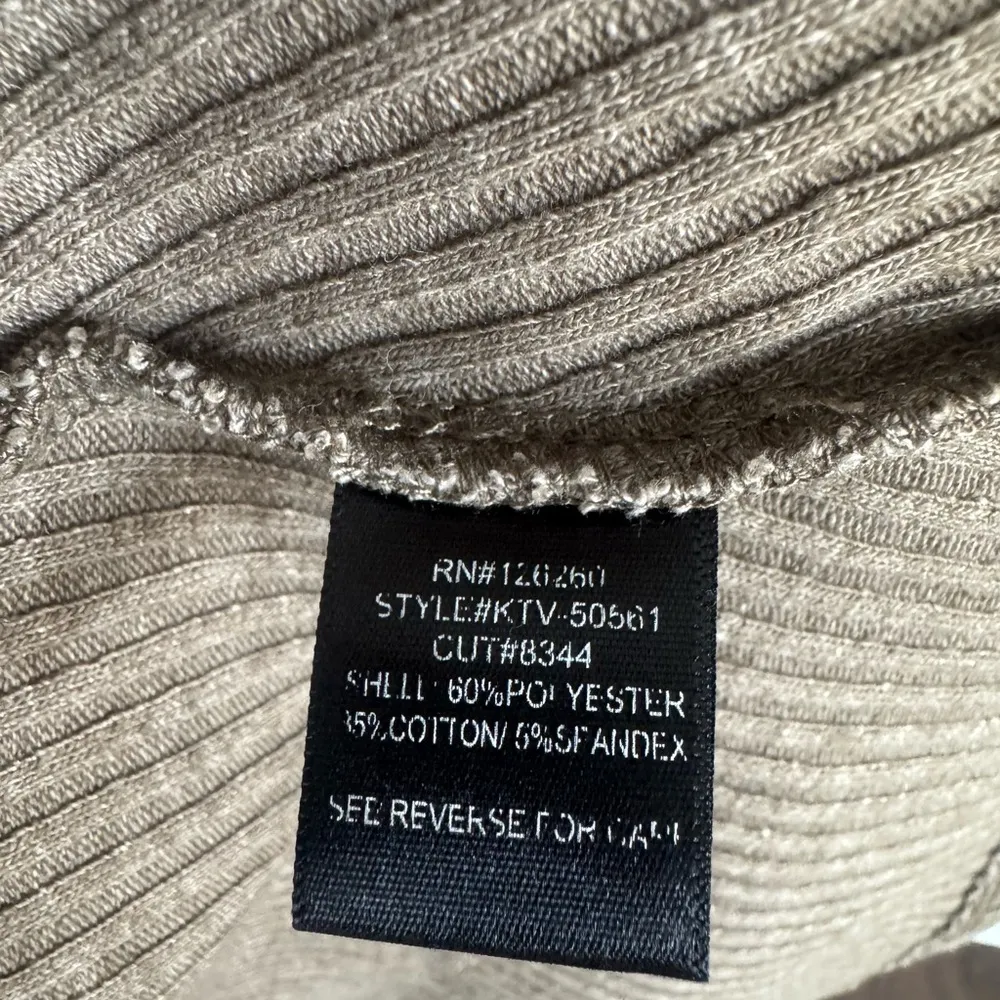 RN#126260
STYLE#KTV-50561
CUT#8344
SHELL: 60%POLYESTER
35%COTTON/ 5%SPANDEX
SEE REVERSE FOR CARE